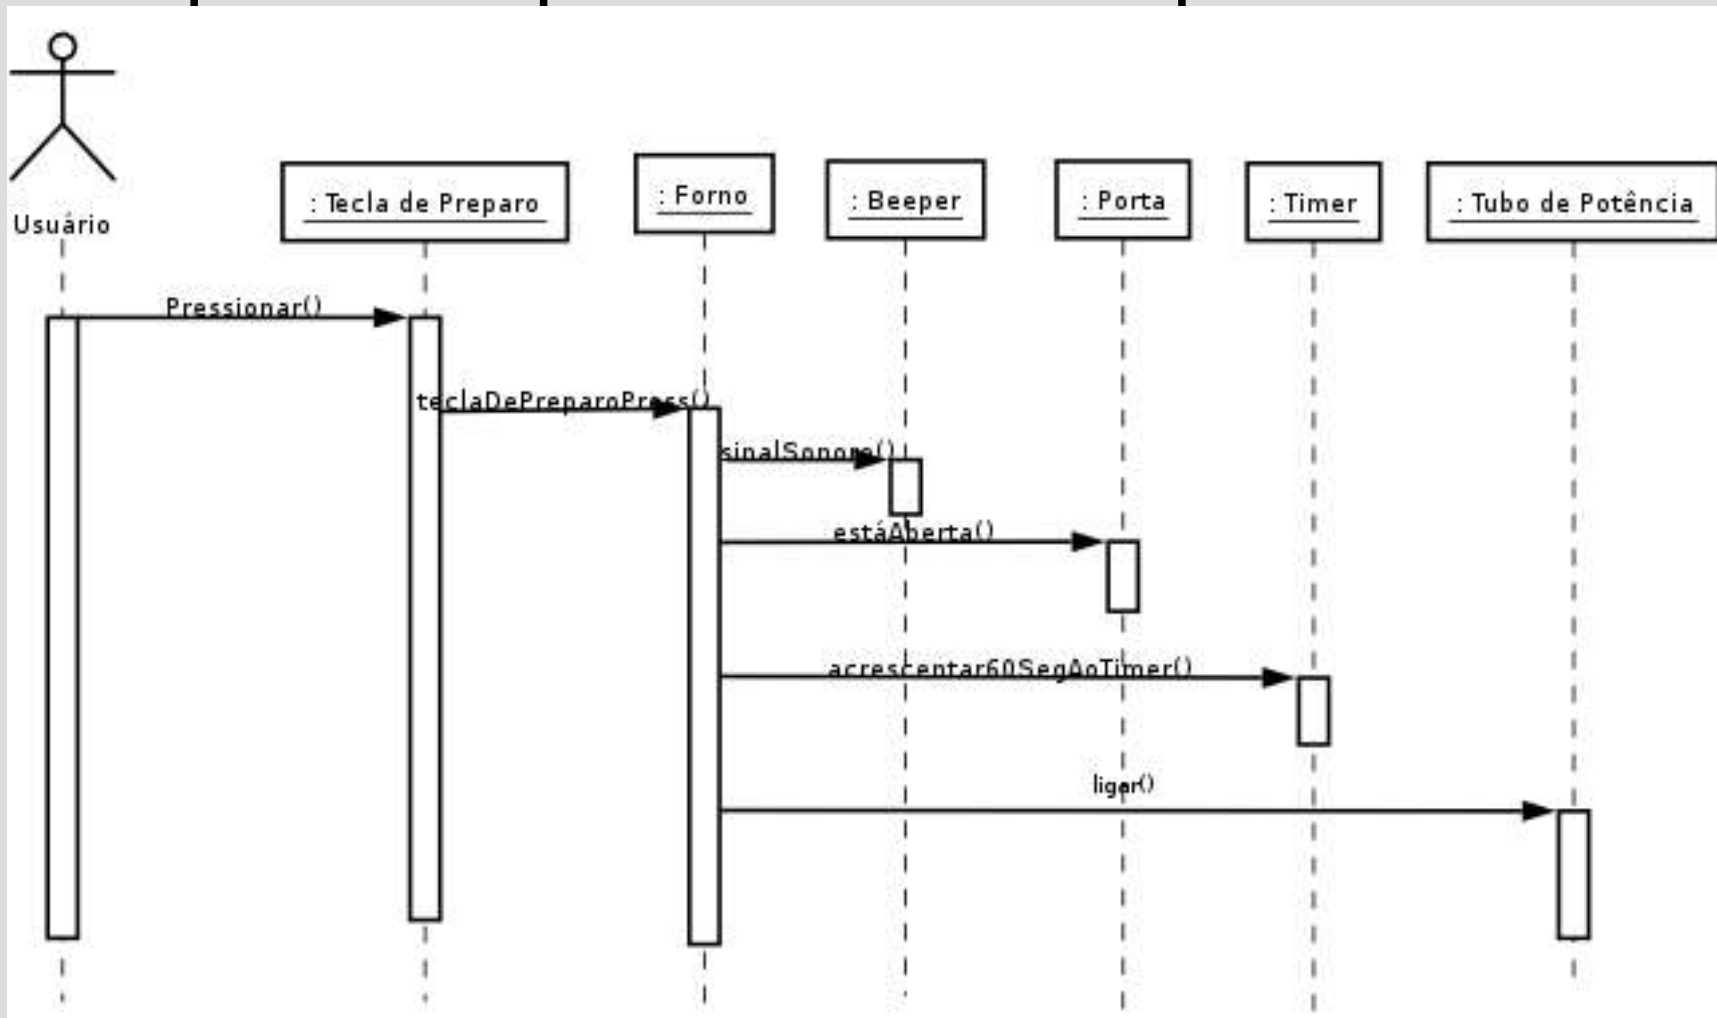 Usuário
: Tecla de Preparo
: Forno
: Beeper
: Porta
: Timer
: Tubo de Potência
Pressionar()
teclaDePreparoPress()
sinalSonoro()
estáAberta()
acrescentar60SegAoTimer()
ligar()